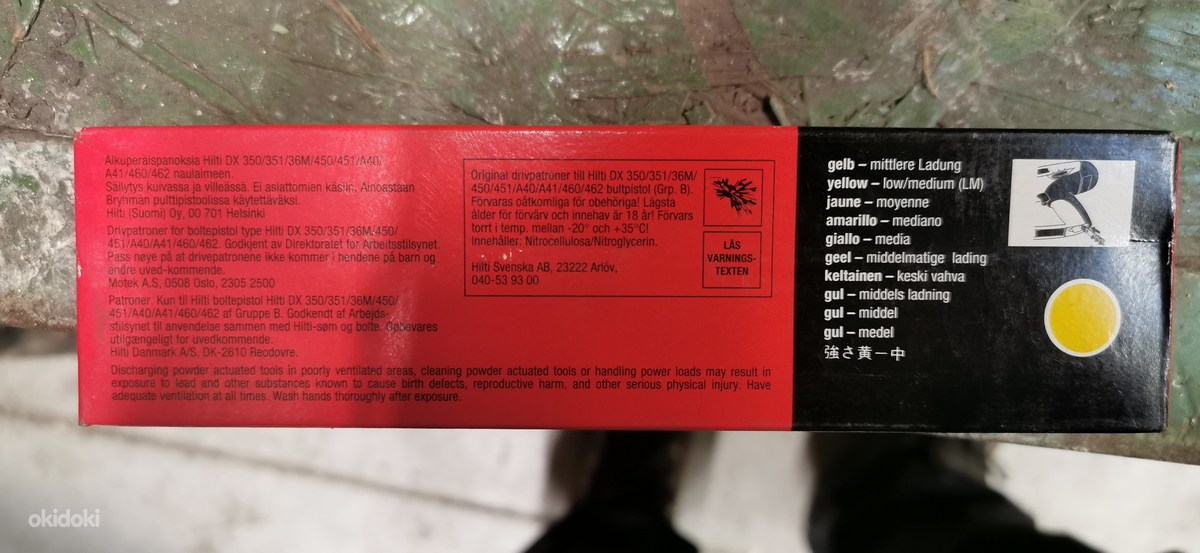 Alkuperäispanoksia Hilti DX 350/351/36M/450/451/A40/
A41/460/462 naulaimeen.
Säilytys kuivassa ja villeässä. Ei asiattomien käsiin. Ainoastaan
Bryhman pulttipistoolissa käytettäväksi.
Hilti (Suomi) Oy, 00 701 Helsinki
Drivpatroner for boltepistol type Hilti DX 350/351/36M/450/
451/A40/A41/460/462. Godkjent av Direktoratet for Arbeitsstilsynet.
Pass nøye på at drivepatronene ikke kommer i hendene på barn og
endre uved-kommende.
Motek A.S, 0508 Oslo, 2305 2500
Patroner. Kun til Hilti boltepistol Hilti DX 350/351/36M/450/
451/A40/A41/460/462 af Gruppe B. Godkendt af Arbejds-
stilsynet til anvendelse sammen med Hilti-søm og bolte. Opbevares
utilgængeligt for uvedkommende.
Hilti Danmark A/S, DK-2610 Reodovre.
Discharging powder actuated tools in poorly ventilated areas, cleaning powder actuated tools or handling power loads may result in
exposure to lead and other substances known to cause birth defects, reproductive harm, and other serious physical injury. Have
adequate ventilation at all times. Wash hands thoroughly after exposure.
Original drivpatroner till Hilti DX 350/351/36M/
450/451/A40/A41/460/462 bultpistol (Grp. B).
Förvaras oåtkomliga för obehöriga! Lägsta
ålder för förvärv och innehav är 18 år! Förvars
torrt i temp. mellan -20° och +35°C!
Innehåller: Nitrocellulosa/Nitroglycerin.
Hilti Svenska AB, 23222 Arlöv,
040-53 93 00
LÄS
VARNINGS-
TEXTEN
gelb – mittlere Ladung
yellow – low/medium (LM)
jaune – moyenne
amarillo – mediano
giallo – media
geel – middelmatige lading
keltainen – keski vahva
gul – middels ladning
gul – middel
gul – medel
強さ黄－中
okidoki